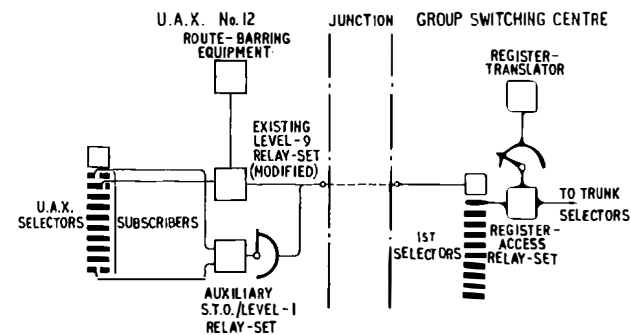 U.A.X. No.12
JUNCTION
GROUP SWITCHING CENTRE
ROUTE-BARRING
EQUIPMENT
REGISTER-
TRANSLATOR
EXISTING
LEVEL-9
RELAY-SET
(MODIFIED)
U.A.X.
SELECTORS
SUBSCRIBERS
AUXILIARY
S.T.O./LEVEL-1
RELAY-SET
1ST
SELECTORS
TO TRUNK
SELECTORS
REGISTER-
ACCESS
RELAY-SET